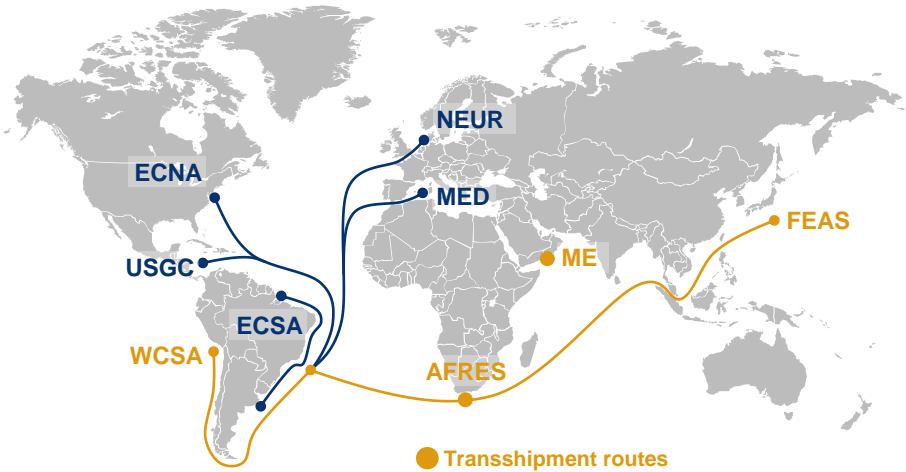 NEUR
ECNA
MED
FEAS
ME
USGC
ECSA
WCSA
AFRES
Transshipment routes